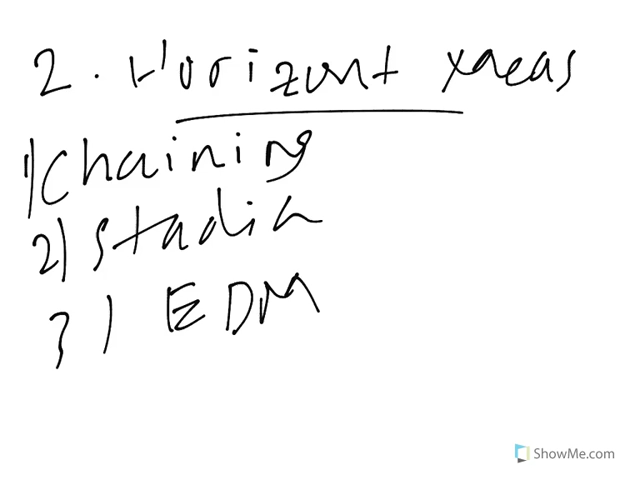 2. Horizont
1) Chaining
2) Stadia
3) EDM
ShowMe.com